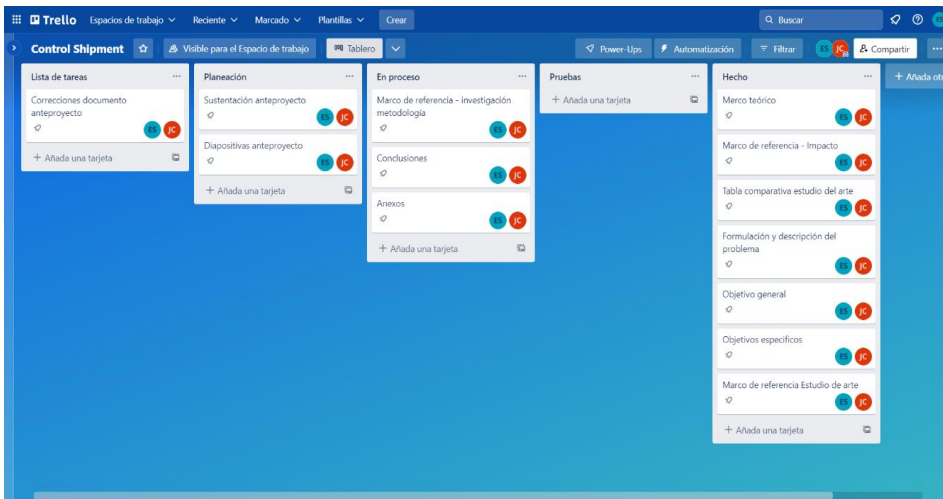 Trello Espacios de trabajo Reciente Marcado Plantillas Crear Buscar ES
Control Shipment Visible para el Espacio de trabajo Tablero Power-Ups Automatización Filtrar ES JC Compartir
Lista de tareas
Correcciones documento
anteproyecto
ES JC
+ Añada una tarjeta
Planeación
Sustentación anteproyecto
ES JC
Diapositivas anteproyecto
ES JC
+ Añada una tarjeta
En proceso
Marco de referencia - investigación
metodología
ES JC
Conclusiones
ES JC
Anexos
ES JC
+ Añada una tarjeta
Pruebas
+ Añada una tarjeta
Hecho
Merco teórico
ES JC
Marco de referencia - Impacto
ES JC
Tabla comparativa estudio del arte
ES JC
Formulación y descripción del
problema
ES JC
Objetivo general
ES JC
Objetivos especificos
ES JC
Marco de referencia Estudio de arte
ES JC
+ Añada una tarjeta
+ Añada